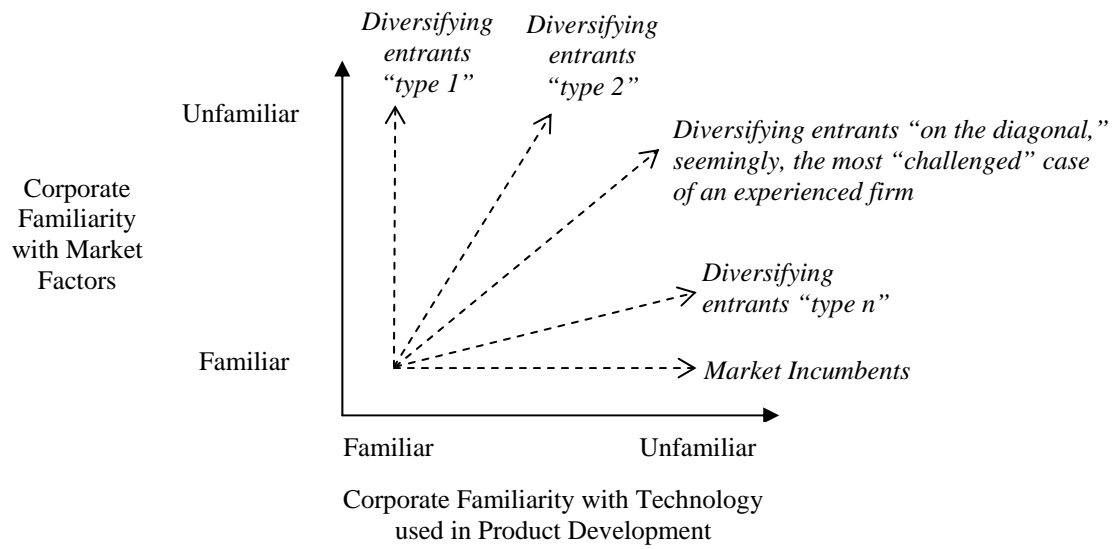 Diversifying
entrants
“type 1”
Diversifying
entrants
“type 2”
Unfamiliar
Diversifying entrants “on the diagonal,”
seemingly, the most “challenged” case
of an experienced firm
Corporate
Familiarity
with Market
Factors
Diversifying
entrants “type n”
Familiar
Market Incumbents
Familiar
Unfamiliar
Corporate Familiarity with Technology
used in Product Development